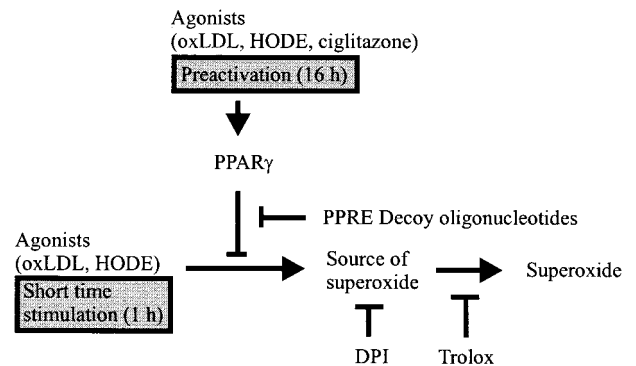 Agonists
(oxLDL, HODE, ciglitazone)
Preactivation (16 h)
PPARγ
PPRE Decoy oligonucleotides
Agonists
(oxLDL, HODE)
Short time
stimulation (1 h)
Source of
superoxide
Superoxide
DPI
Trolox